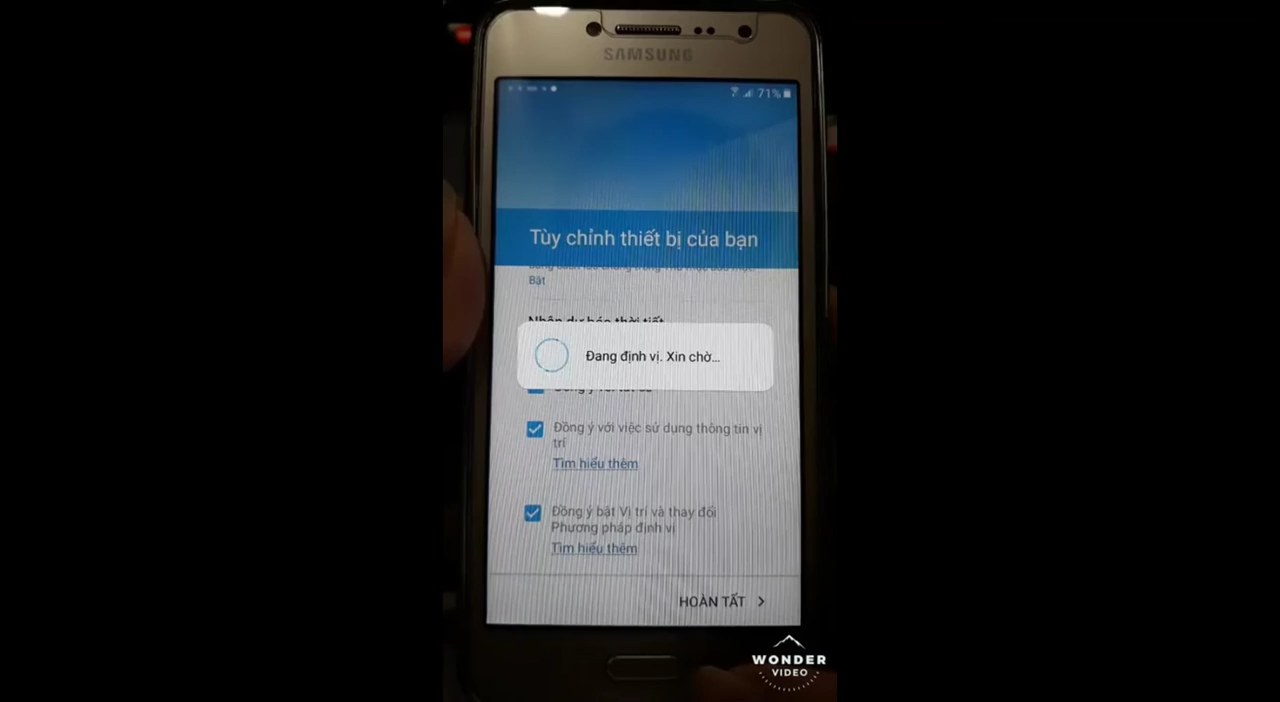 SAMSUNG
71%
Tùy chỉnh thiết bị của bạn
Bật
Nhận dự báo thời tiết
Đang định vị. Xin chờ...
Đồng ý với việc sử dụng thông tin vị
trí
Tìm hiểu thêm
Đồng ý bật Vị trí và thay đổi
Phương pháp định vị
Tìm hiểu thêm
HOÀN TẤT
WONDER
VIDEO